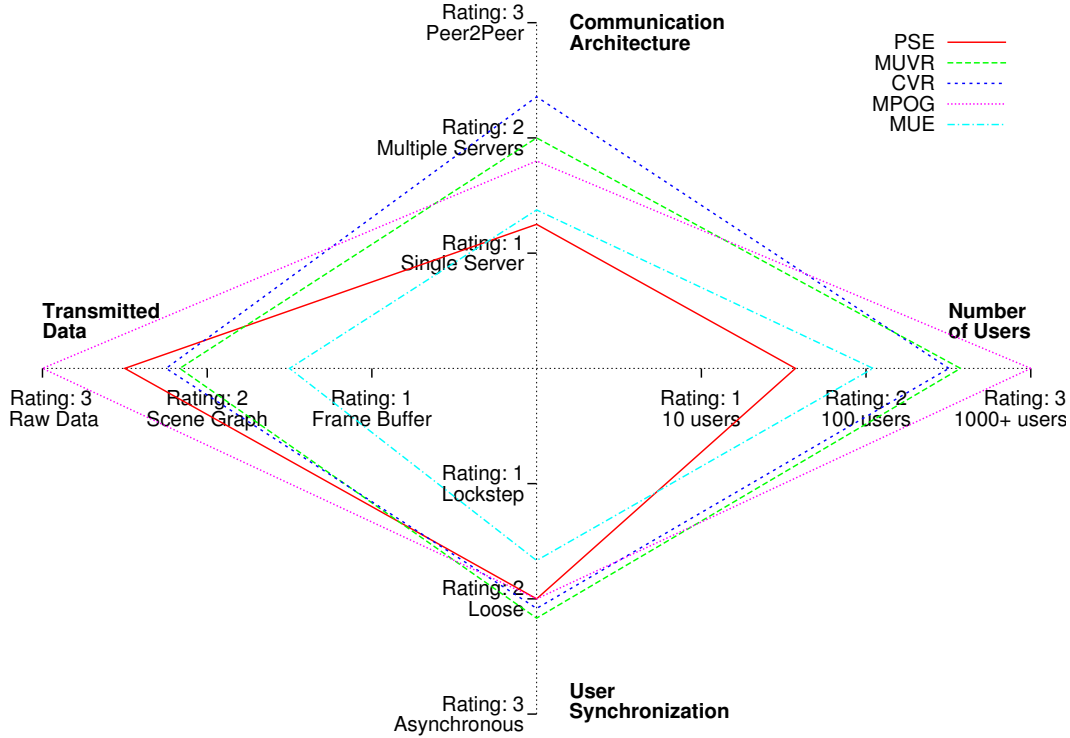 Rating: 3
Peer2Peer
Communication
Architecture
PSE
MUVR
CVR
MPOG
MUE
Rating: 2
Multiple Servers
Rating: 1
Single Server
Transmitted
Data
Number
of Users
Rating: 3
Raw Data
Rating: 2
Scene Graph
Rating: 1
Frame Buffer
Rating: 1
10 users
Rating: 2
100 users
Rating: 3
1000+ users
Rating: 1
Lockstep
Rating: 2
Loose
Rating: 3
Asynchronous
User
Synchronization